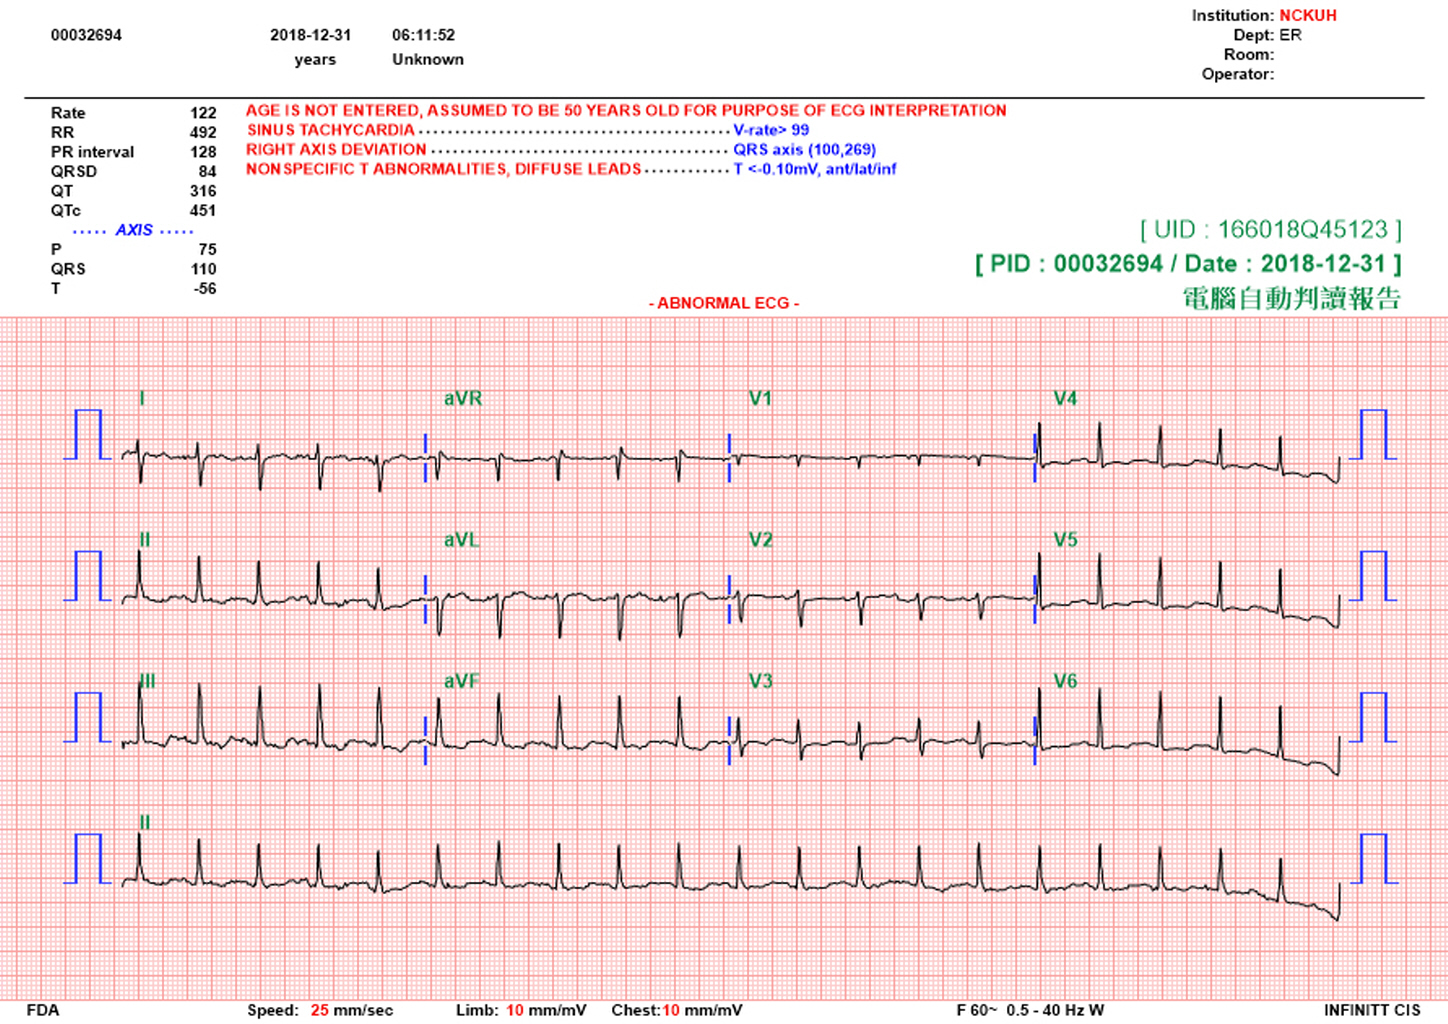 Institution: NCKUH
00032694 2018-12-31 06:11:52 Dept: ER
years Unknown Room:
Operator:
Rate 122 AGE IS NOT ENTERED, ASSUMED TO BE 50 YEARS OLD FOR PURPOSE OF ECG INTERPRETATION
RR 492 SINUS TACHYCARDIA V-rate> 99
PR interval 128 RIGHT AXIS DEVIATION QRS axis (100,269)
QRSD 84 NONSPECIFIC T ABNORMALITIES, DIFFUSE LEADS T <-0.10mV, ant/lat/inf
QT 316
QTc 451
..... AXIS .....
P 75
QRS 110
T -56
[ UID : 166018Q45123 ]
[ PID : 00032694 / Date : 2018-12-31 ]
電腦自動判讀報告
- ABNORMAL ECG -
I aVR V1 V4
II aVL V2 V5
III aVF V3 V6
II
FDA Speed: 25 mm/sec Limb: 10 mm/mV Chest:10 mm/mV F 60~ 0.5 - 40 Hz W INFINITT CIS